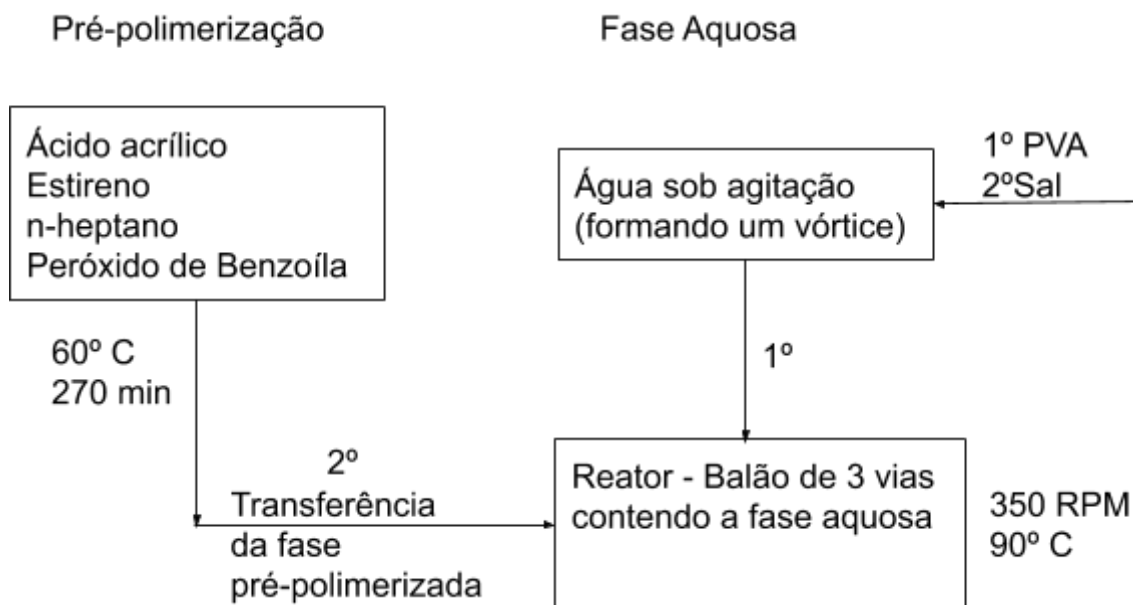 Pré-polimerização
Fase Aquosa
Ácido acrílico
Estireno
n-heptano
Peróxido de Benzoíla
1º PVA
2ºSal
Água sob agitação
(formando um vórtice)
60º C
270 min
1º
2º
Transferência
da fase
pré-polimerizada
Reator - Balão de 3 vias
contendo a fase aquosa
350 RPM
90º C